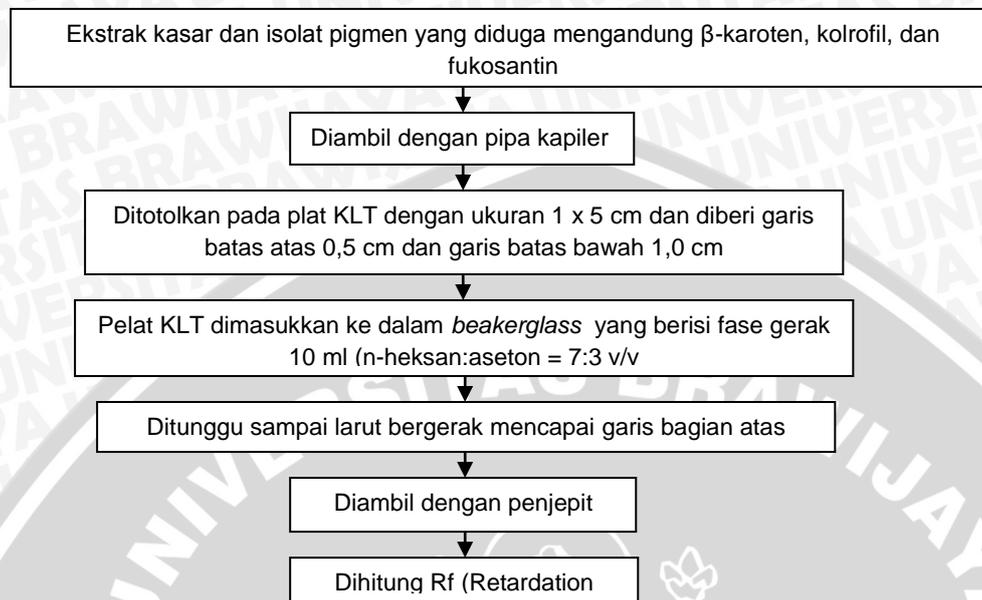 Ekstrak kasar dan isolat pigmen yang diduga mengandung β-karoten, kolrofil, dan
fukosantin
Diambil dengan pipa kapiler
Ditotolkan pada plat KLT dengan ukuran 1 x 5 cm dan diberi garis
batas atas 0,5 cm dan garis batas bawah 1,0 cm
Pelat KLT dimasukkan ke dalam beakerglass yang berisi fase gerak
10 ml (n-heksan:aseton = 7:3 v/v
Ditunggu sampai larut bergerak mencapai garis bagian atas
Diambil dengan penjepit
Dihitung Rf (Retardation
UNIVERSITAS BRAWIJAYA